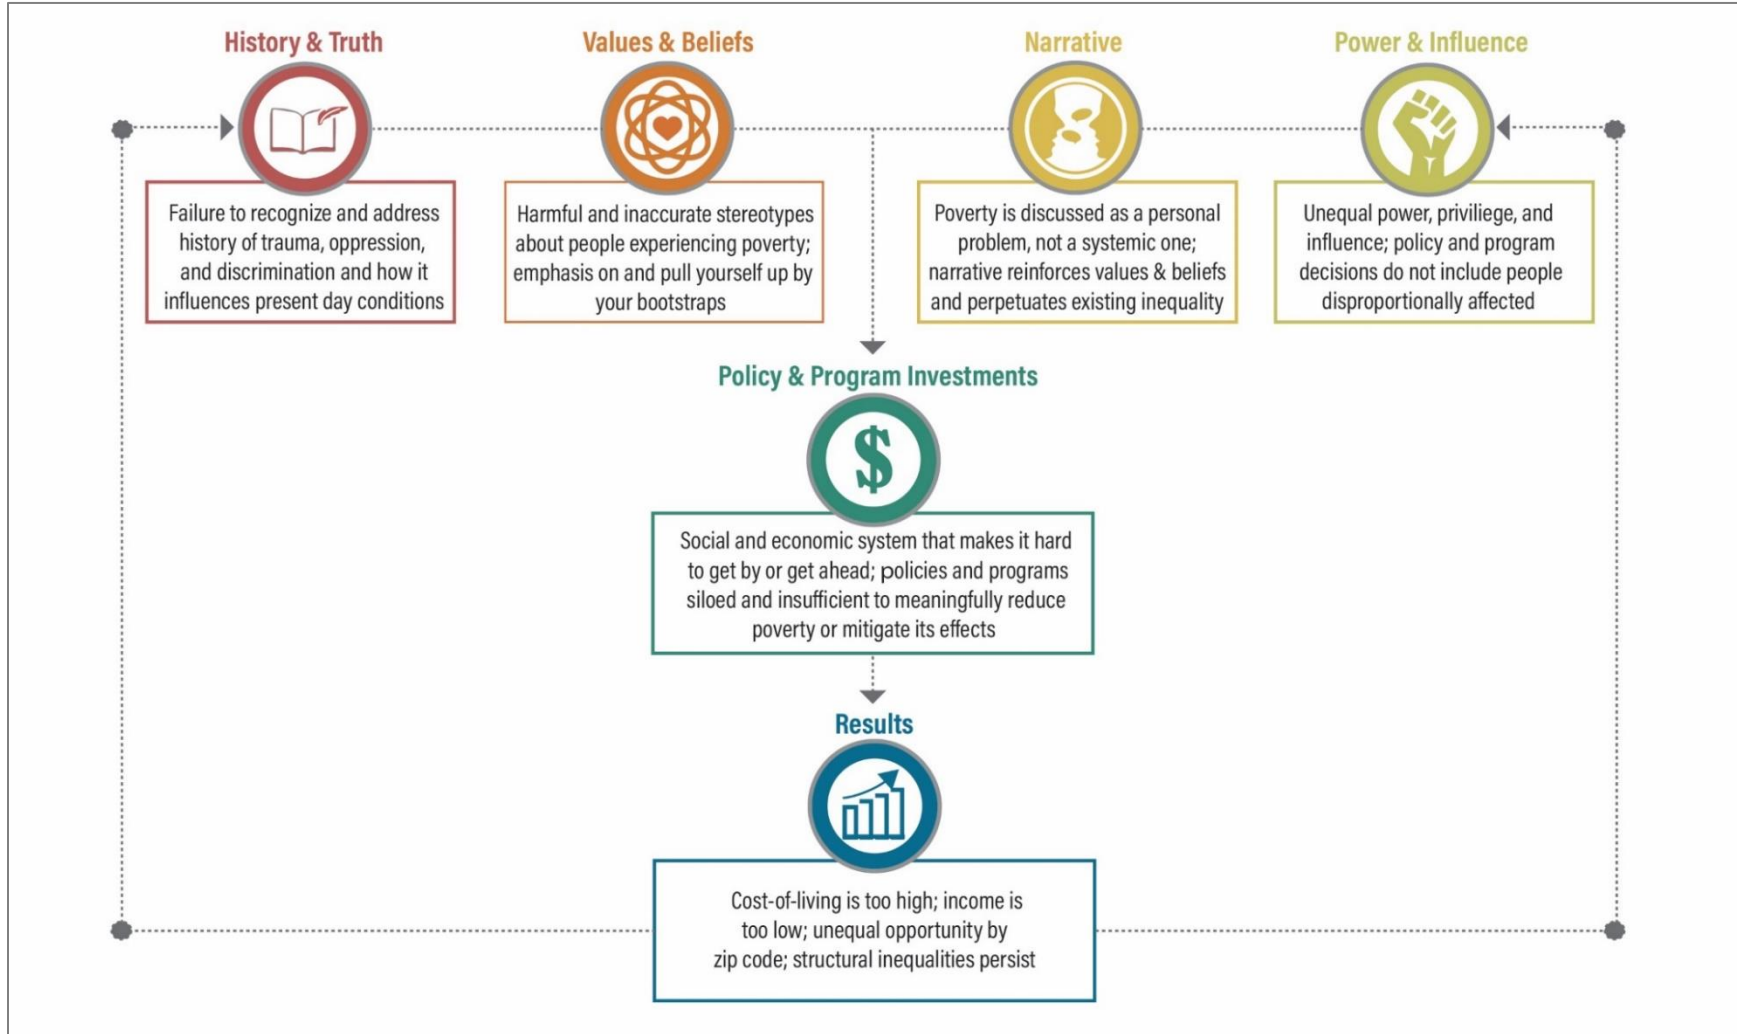 History & Truth
Failure to recognize and address
history of trauma, oppression,
and discrimination and how it
influences present day conditions
Values & Beliefs
Harmful and inaccurate stereotypes
about people experiencing poverty;
emphasis on and pull yourself up by
your bootstraps
Narrative
Poverty is discussed as a personal
problem, not a systemic one;
narrative reinforces values & beliefs
and perpetuates existing inequality
Power & Influence
Unequal power, priviliege, and
influence; policy and program
decisions do not include people
disproportionally affected
Policy & Program Investments
$
Social and economic system that makes it hard
to get by or get ahead; policies and programs
siloed and insufficient to meaningfully reduce
poverty or mitigate its effects
Results
Cost-of-living is too high; income is
too low; unequal opportunity by
zip code; structural inequalities persist